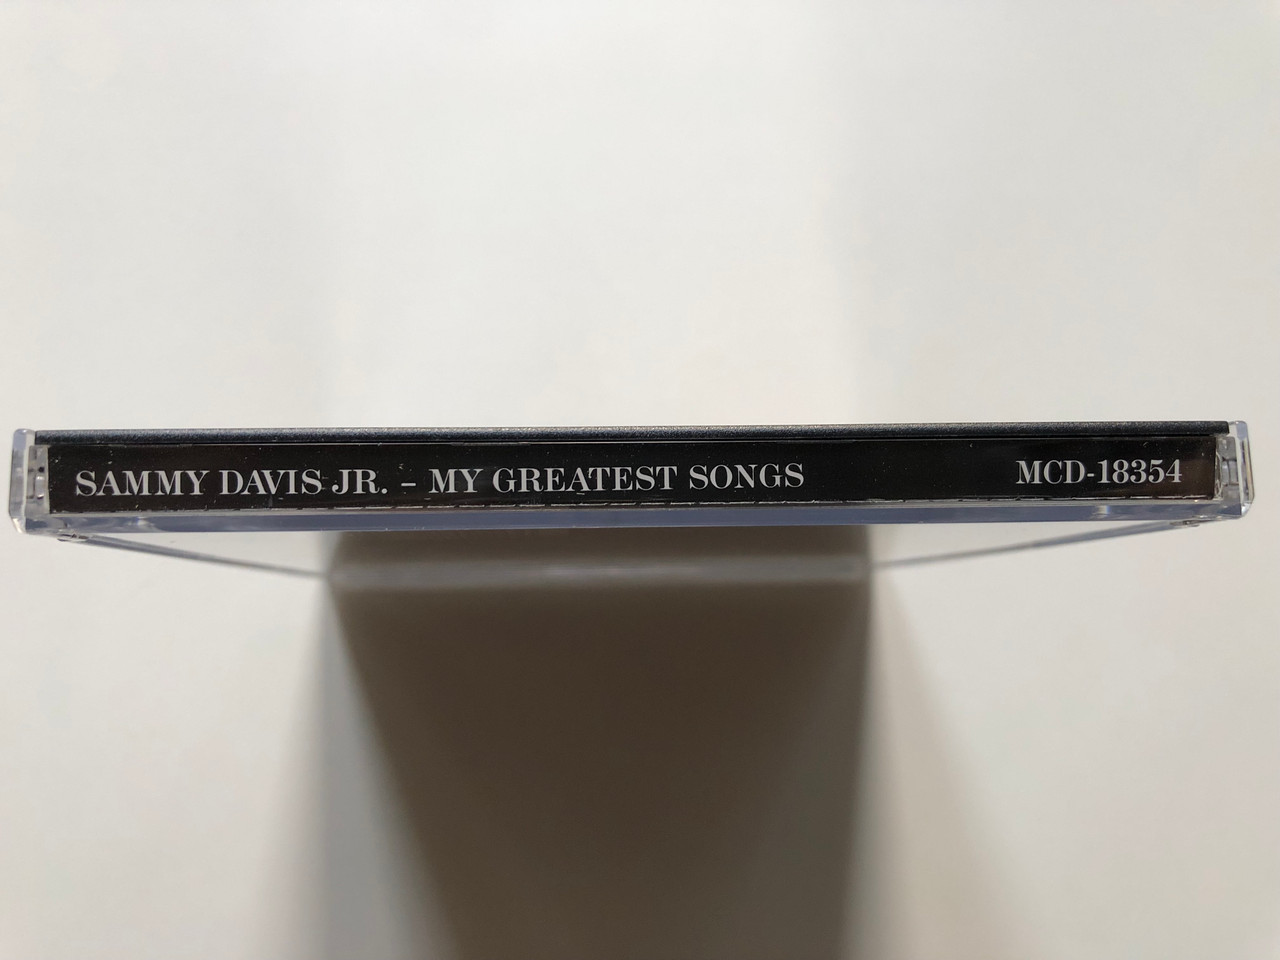 SAMMY DAVIS JR. – MY GREATEST SONGS MCD-18354